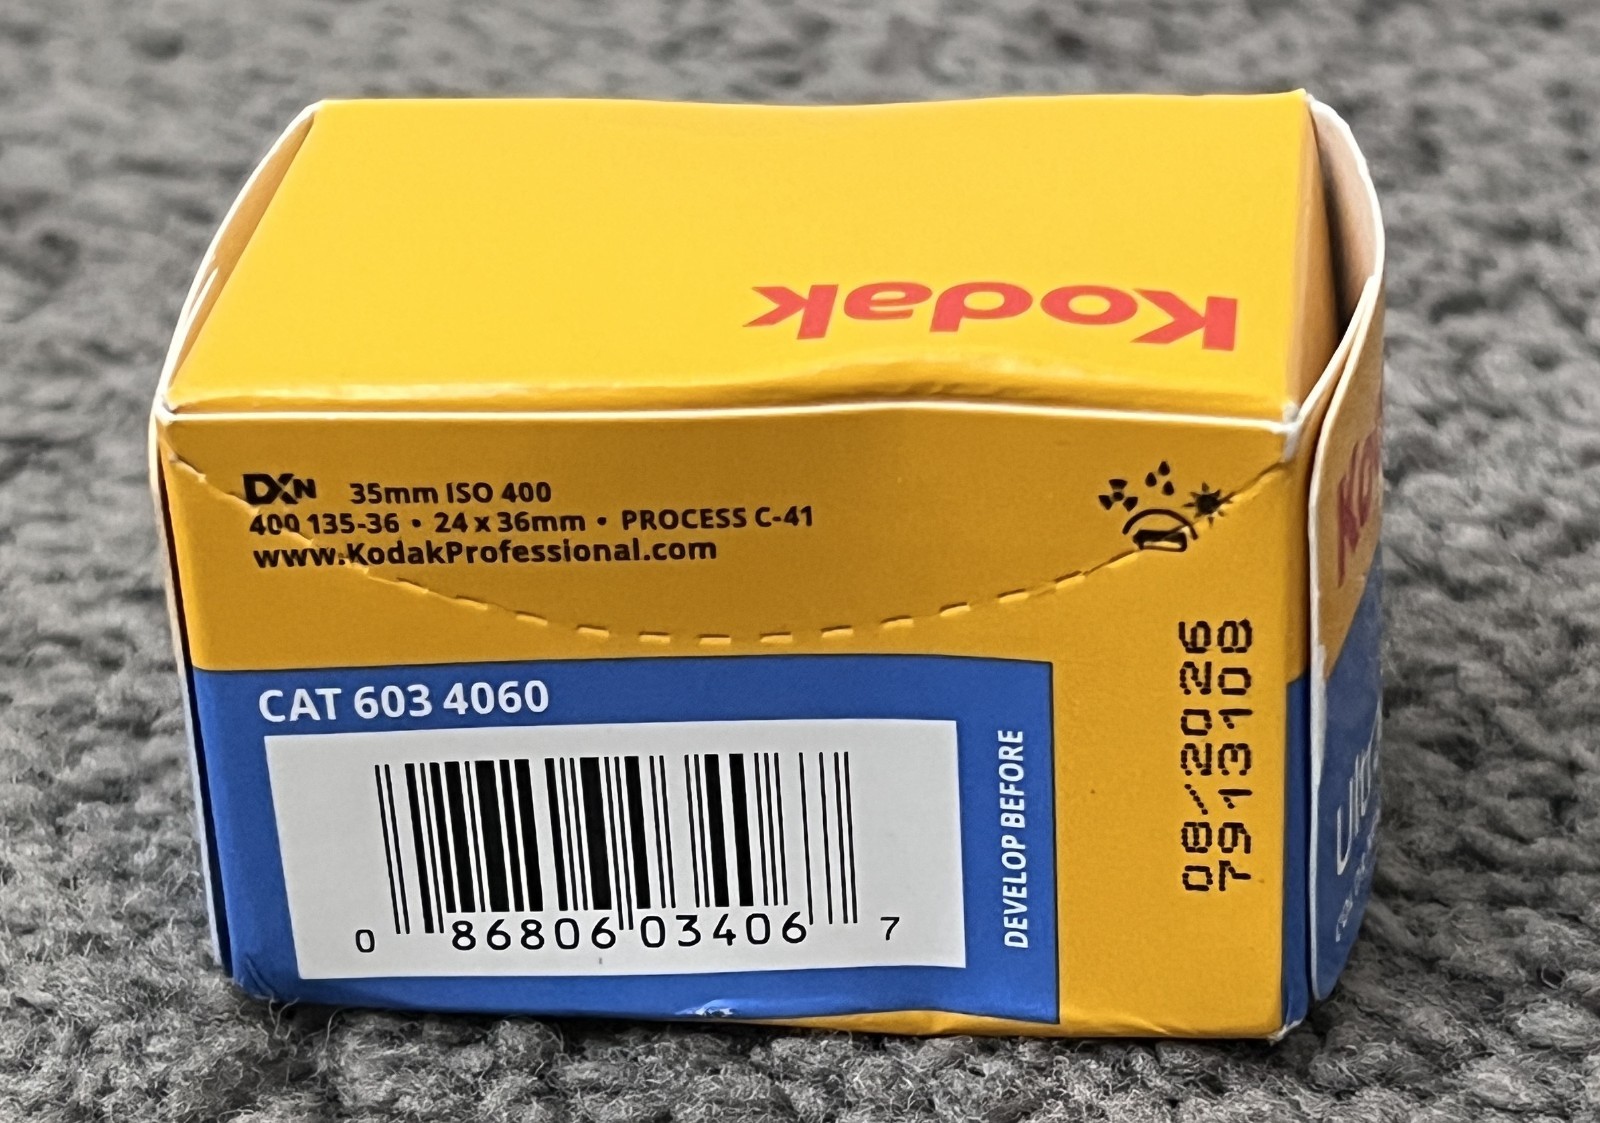 Kodak
DXN 35mm ISO 400
400 135-36 • 24 x 36mm • PROCESS C-41
www.KodakProfessional.com
CAT 603 4060
0 86806 03406 7
DEVELOP BEFORE
08/2026
7913108